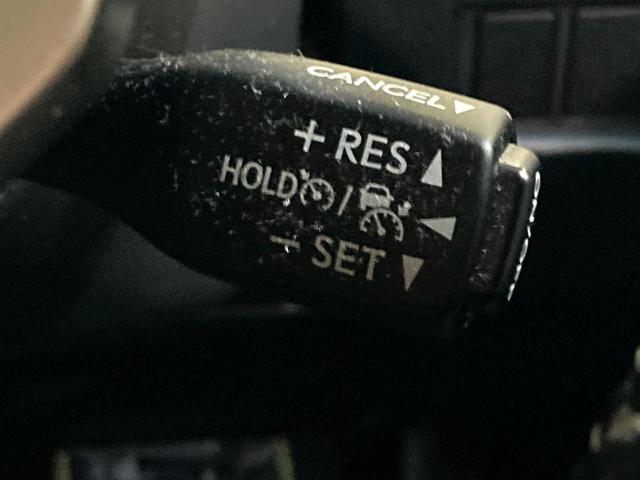 CANCEL▼
+ RES▲
HOLD / ◀
− SET▼